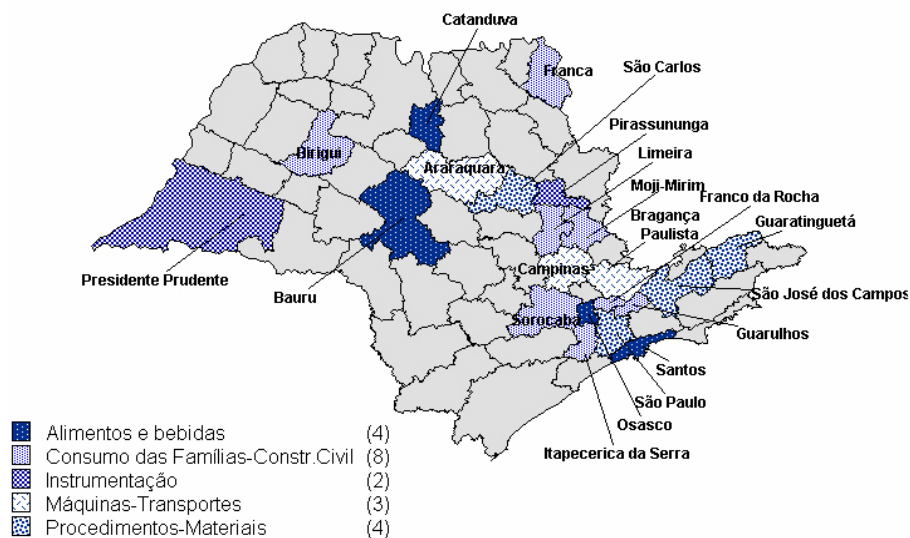 Catanduva
Franca
São Carlos
Pirassununga
Birigui
Araraquara
Limeira
Moji-Mirim
Franco da Rocha
Bragança
Paulista
Guaratinguetá
Presidente Prudente
Campinas
Bauru
São José dos Campos
Sorocaba
Guarulhos
Santos
São Paulo
Osasco
Itapecerica da Serra
Alimentos e bebidas (4)
Consumo das Famílias-Constr.Civil (8)
Instrumentação (2)
Máquinas-Transportes (3)
Procedimentos-Materiais (4)